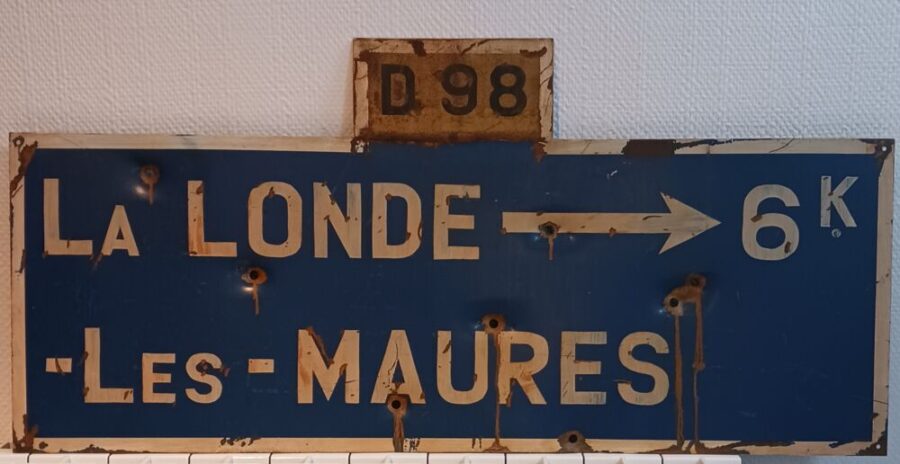 D 98
LA LONDE → 6K
-LES-MAURES